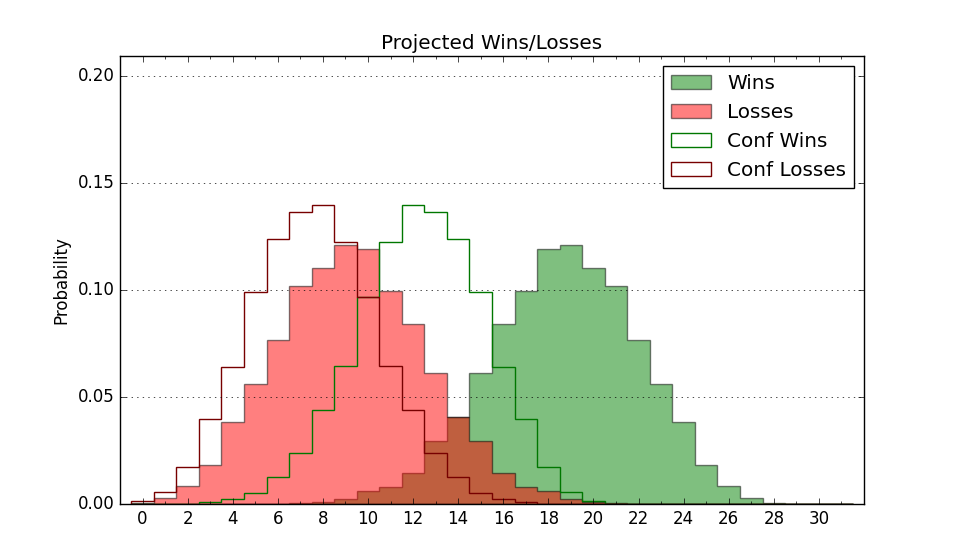 Projected Wins/Losses
0.20
0.15
0.10
0.05
0.00
Probability
Wins
Losses
Conf Wins
Conf Losses
0 2 4 6 8 10 12 14 16 18 20 22 24 26 28 30